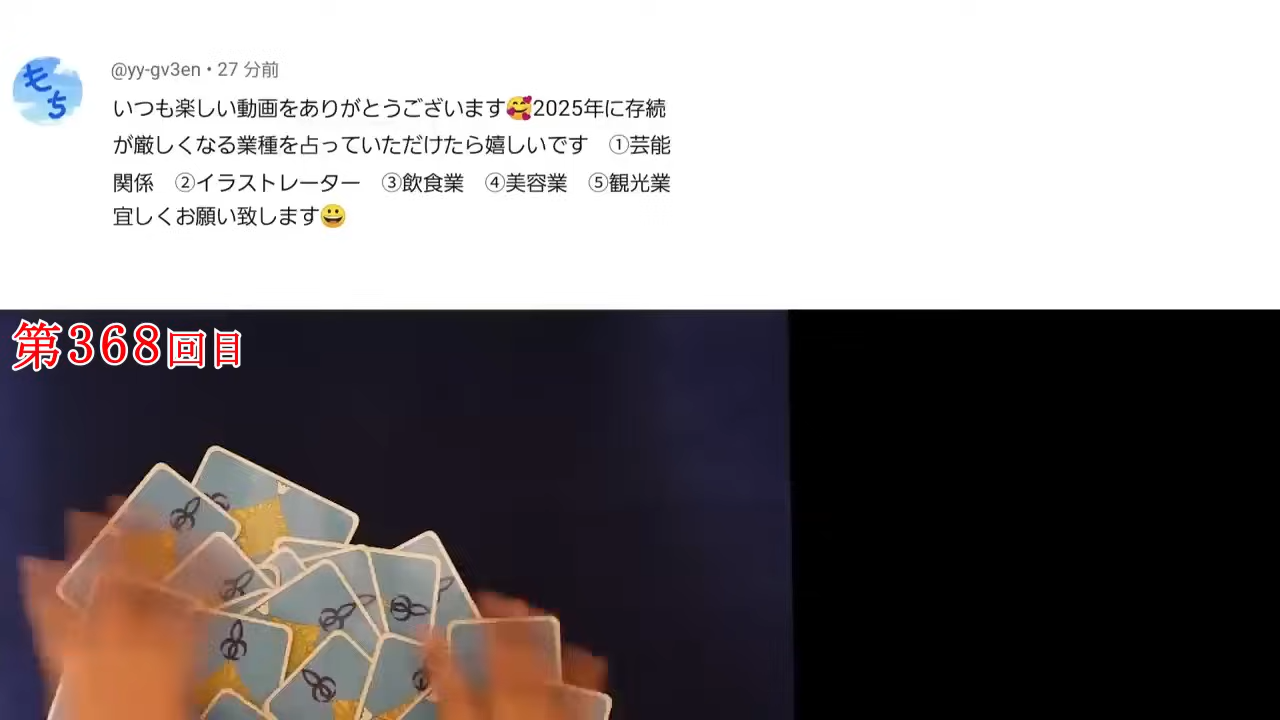 もち
@yy-gv3en・27 分前
いつも楽しい動画をありがとうございます🥰2025年に存続
が厳しくなる業種を占っていただけたら嬉しいです　①芸能
関係　②イラストレーター　③飲食業　④美容業　⑤観光業
宜しくお願い致します😀
第368回目